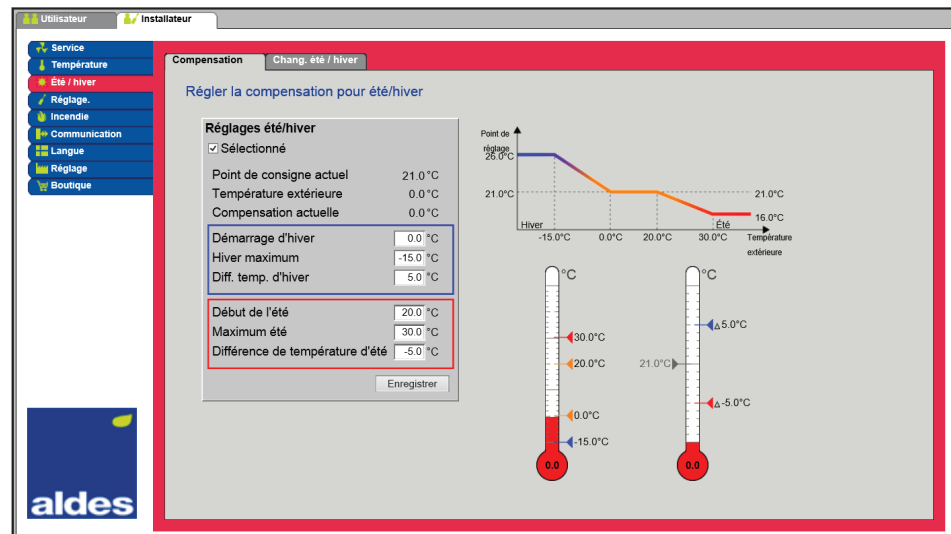 Utilisateur
Installateur
Service
Température
Été / hiver
Réglage.
Incendie
Communication
Langue
Réglage
Boutique
aldes
Compensation
Chang. été / hiver
Régler la compensation pour été/hiver
Réglages été/hiver
Sélectionné
Point de consigne actuel 21.0°C
Température extérieure 0.0°C
Compensation actuelle 0.0°C
Démarrage d'hiver 0.0 °C
Hiver maximum -15.0 °C
Diff. temp. d'hiver 5.0 °C
Début de l'été 20.0 °C
Maximum été 30.0 °C
Différence de température d'été -5.0 °C
Enregistrer
Point de
réglage
26.0°C
21.0°C
21.0°C
16.0°C
Hiver
Été
-15.0°C 0.0°C 20.0°C 30.0°C
Température
extérieure
°C
30.0°C
20.0°C
0.0°C
-15.0°C
0.0
°C
Δ5.0°C
21.0°C
Δ-5.0°C
0.0